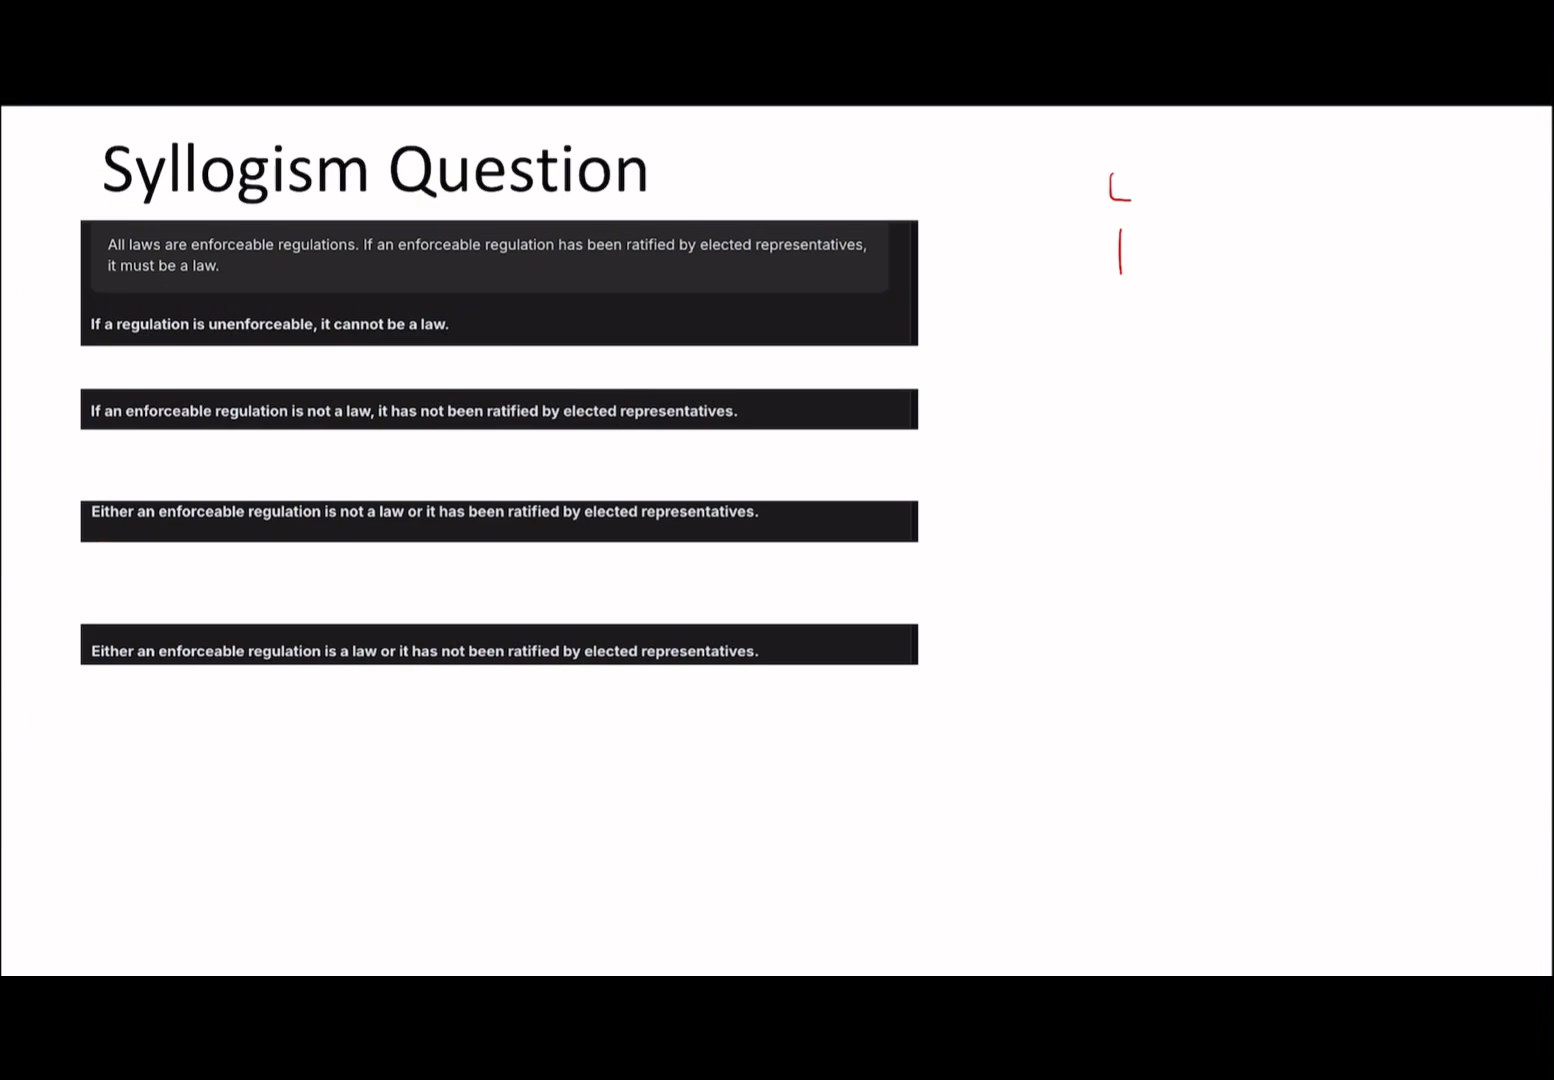 Syllogism Question
L
All laws are enforceable regulations. If an enforceable regulation has been ratified by elected representatives,
it must be a law.
If a regulation is unenforceable, it cannot be a law.
If an enforceable regulation is not a law, it has not been ratified by elected representatives.
Either an enforceable regulation is not a law or it has been ratified by elected representatives.
Either an enforceable regulation is a law or it has not been ratified by elected representatives.